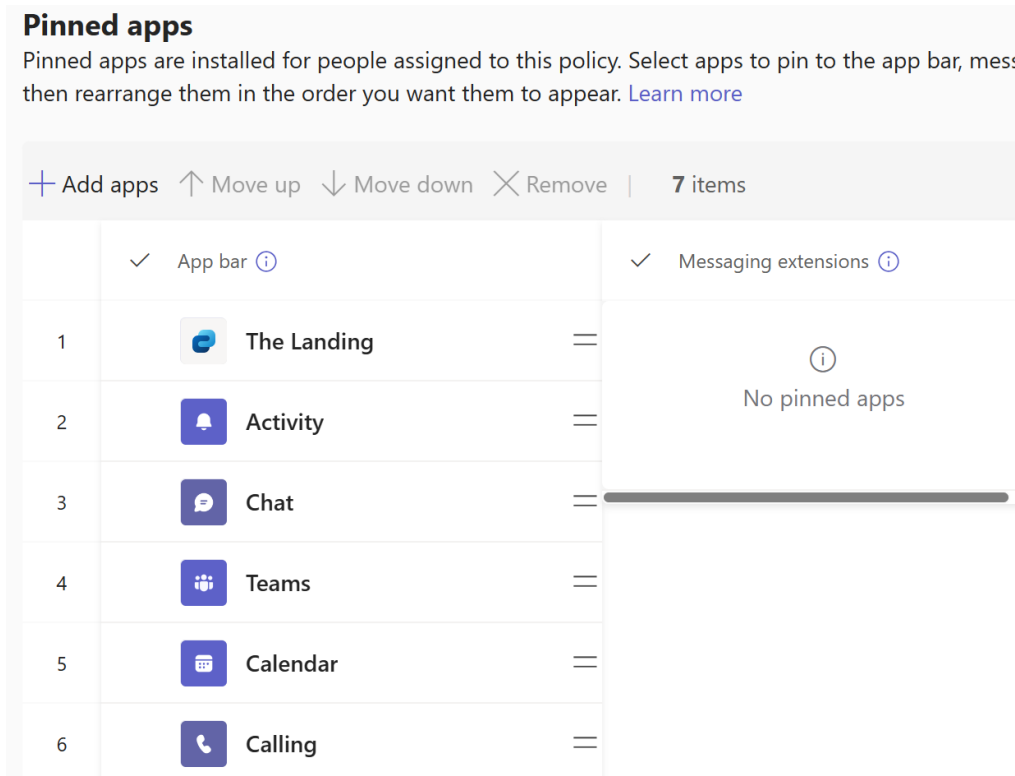 Pinned apps
Pinned apps are installed for people assigned to this policy. Select apps to pin to the app bar,
then rearrange them in the order you want them to appear. Learn more
Add apps Move up Move down Remove | 7 items
App bar Messaging extensions
1 The Landing
No pinned apps
2 Activity
3 Chat
4 Teams
5 Calendar
6 Calling